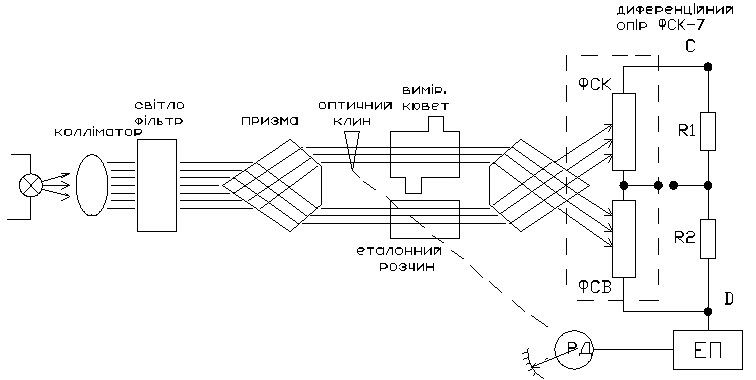 диференційний
опір ФСК-7
C
вимір.
кювет
оптичний
клин
світло
фільтр
призма
колліматор
ФСК
R1
R2
еталонний
розчин
ФСВ
D
РД
ЕП